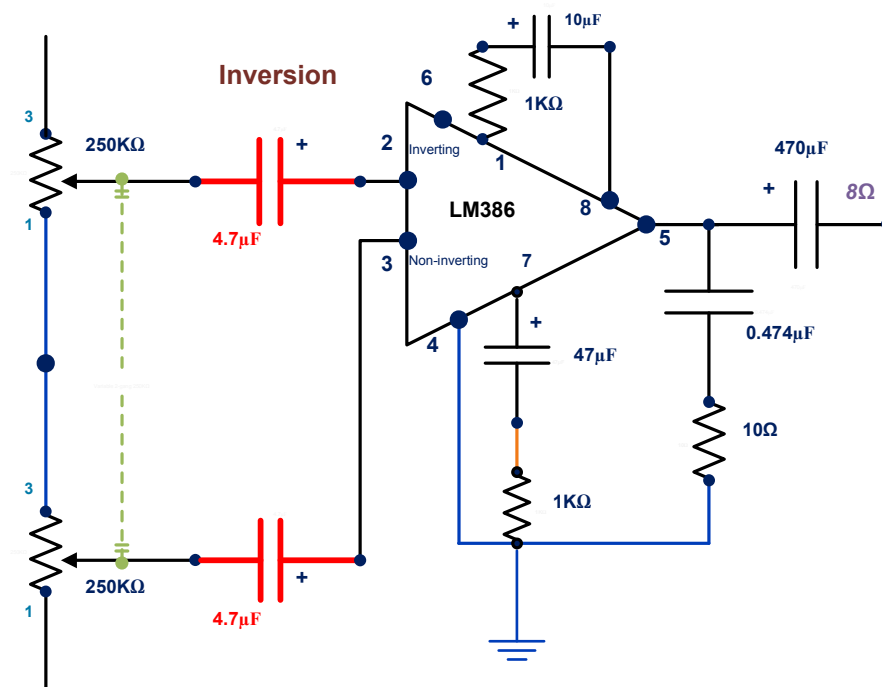 10µF
+
Inversion
6
1KΩ
3
250KΩ
+
2
Inverting
1
470µF
+
8Ω
LM386
8
1
4.7µF
3
Non-inverting
7
5
+
4
47µF
0.474µF
10Ω
3
1KΩ
250KΩ
+
1
4.7µF